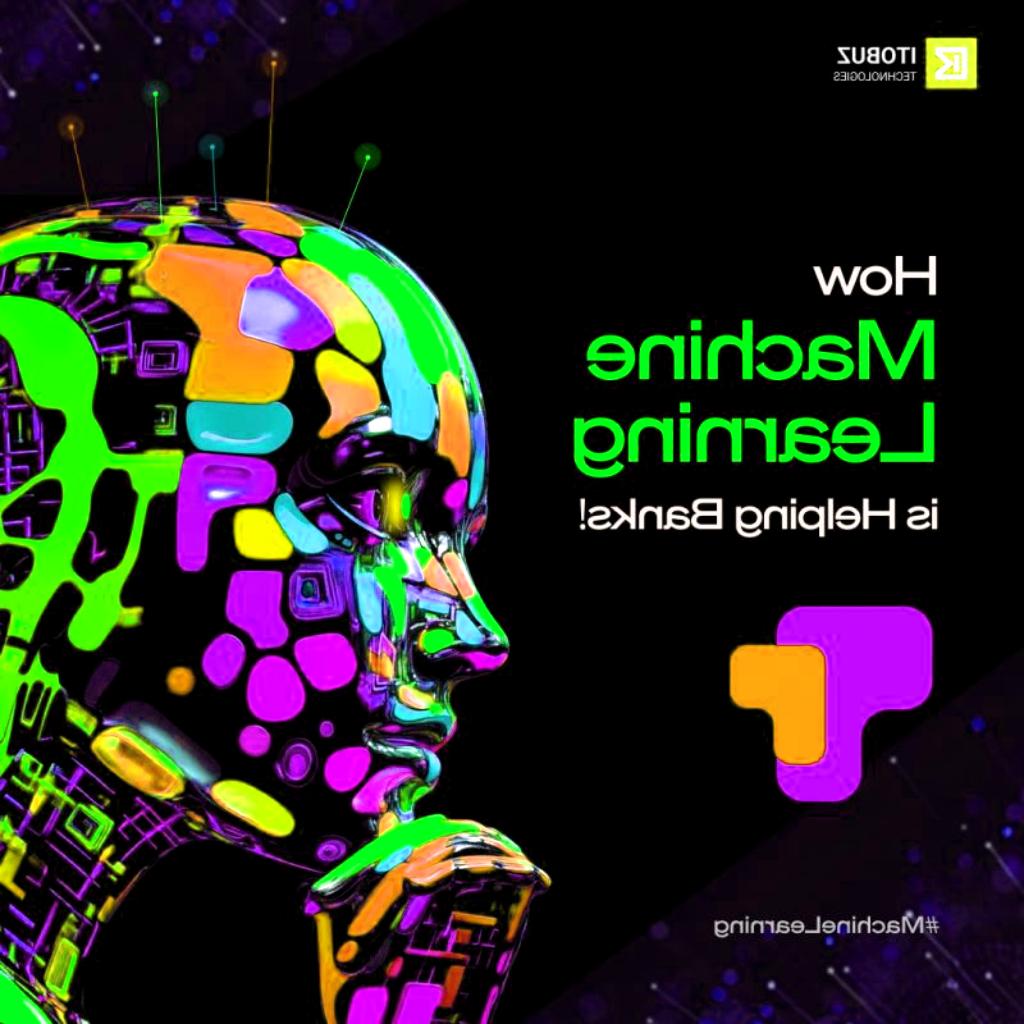 ITOBUZ
TECHNOLOGIES
How
Machine
Learning
is Helping Banks!
#MachineLearning